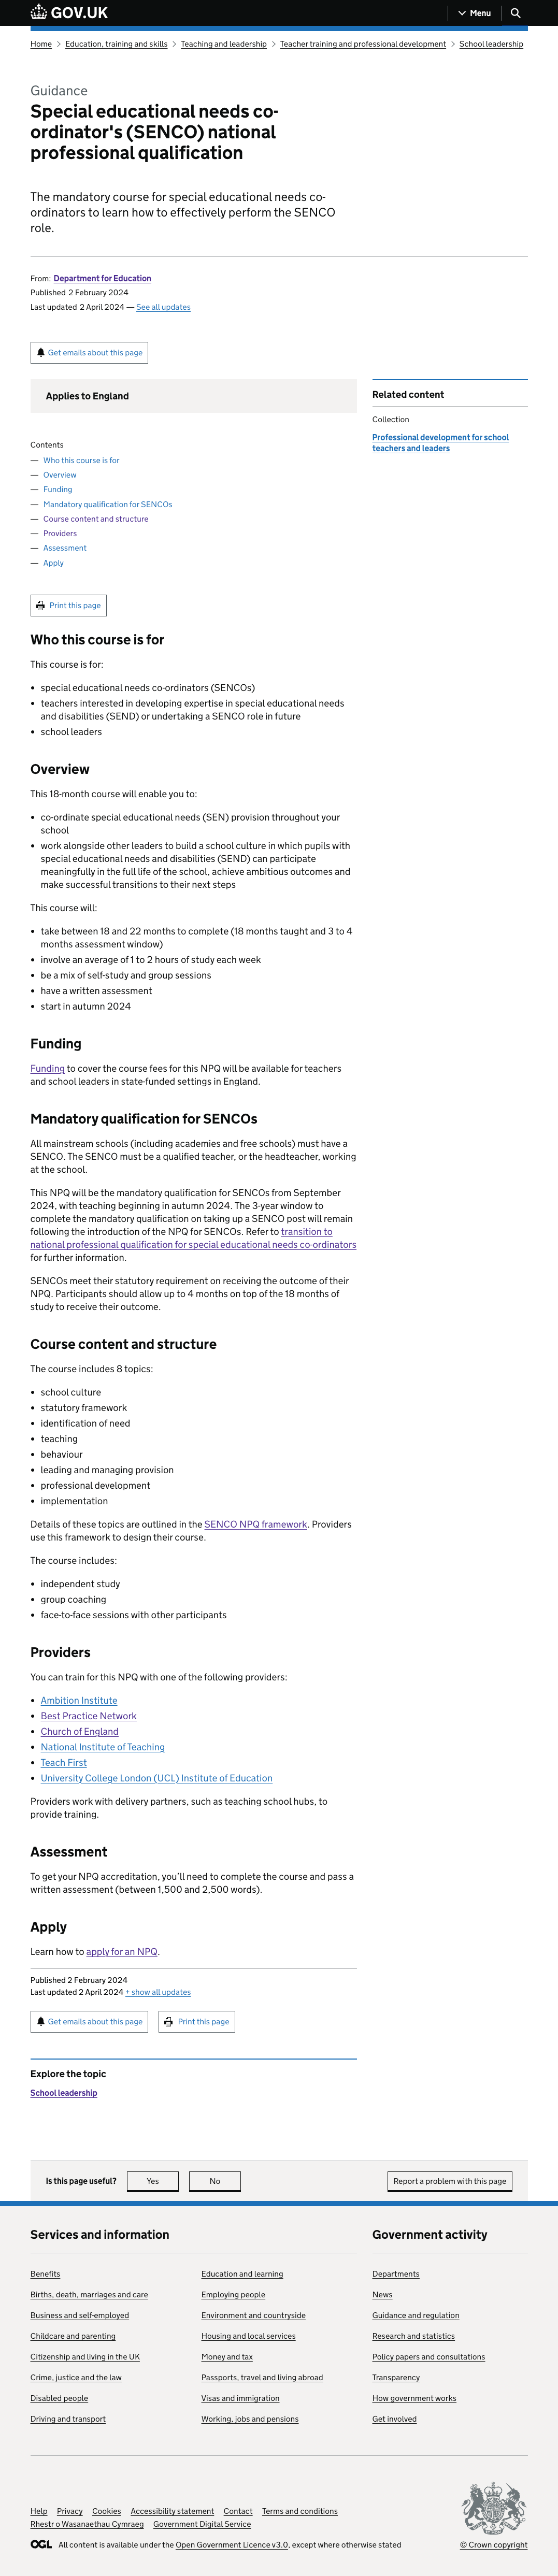 GOV.UK
Menu
Home
Education, training and skills
Teaching and leadership
Teacher training and professional development
School leadership
Guidance
Special educational needs co-
ordinator's (SENCO) national
professional qualification
The mandatory course for special educational needs co-
ordinators to learn how to effectively perform the SENCO
role.
From: Department for Education
Published 2 February 2024
Last updated 2 April 2024 — See all updates
Get emails about this page
Applies to England
Related content
Collection
Professional development for school
teachers and leaders
Contents
— Who this course is for
— Overview
— Funding
— Mandatory qualification for SENCOs
— Course content and structure
— Providers
— Assessment
— Apply
Print this page
Who this course is for
This course is for:
• special educational needs co-ordinators (SENCOs)
• teachers interested in developing expertise in special educational needs
and disabilities (SEND) or undertaking a SENCO role in future
• school leaders
Overview
This 18-month course will enable you to:
• co-ordinate special educational needs (SEN) provision throughout your
school
• work alongside other leaders to build a school culture in which pupils with
special educational needs and disabilities (SEND) can participate
meaningfully in the full life of the school, achieve ambitious outcomes and
make successful transitions to their next steps
This course will:
• take between 18 and 22 months to complete (18 months taught and 3 to 4
months assessment window)
• involve an average of 1 to 2 hours of study each week
• be a mix of self-study and group sessions
• have a written assessment
• start in autumn 2024
Funding
Funding to cover the course fees for this NPQ will be available for teachers
and school leaders in state-funded settings in England.
Mandatory qualification for SENCOs
All mainstream schools (including academies and free schools) must have a
SENCO. The SENCO must be a qualified teacher, or the headteacher, working
at the school.
This NPQ will be the mandatory qualification for SENCOs from September
2024, with teaching beginning in autumn 2024. The 3-year window to
complete the mandatory qualification on taking up a SENCO post will remain
following the introduction of the NPQ for SENCOs. Refer to transition to
national professional qualification for special educational needs co-ordinators
for further information.
SENCOs meet their statutory requirement on receiving the outcome of their
NPQ. Participants should allow up to 4 months on top of the 18 months of
study to receive their outcome.
Course content and structure
The course includes 8 topics:
• school culture
• statutory framework
• identification of need
• teaching
• behaviour
• leading and managing provision
• professional development
• implementation
Details of these topics are outlined in the SENCO NPQ framework. Providers
use this framework to design their course.
The course includes:
• independent study
• group coaching
• face-to-face sessions with other participants
Providers
You can train for this NPQ with one of the following providers:
• Ambition Institute
• Best Practice Network
• Church of England
• National Institute of Teaching
• Teach First
• University College London (UCL) Institute of Education
Providers work with delivery partners, such as teaching school hubs, to
provide training.
Assessment
To get your NPQ accreditation, you'll need to complete the course and pass a
written assessment (between 1,500 and 2,500 words).
Apply
Learn how to apply for an NPQ.
Published 2 February 2024
Last updated 2 April 2024 + show all updates
Get emails about this page
Print this page
Explore the topic
School leadership
Is this page useful?
Yes
No
Report a problem with this page
Services and information
Benefits
Births, death, marriages and care
Business and self-employed
Childcare and parenting
Citizenship and living in the UK
Crime, justice and the law
Disabled people
Driving and transport
Education and learning
Employing people
Environment and countryside
Housing and local services
Money and tax
Passports, travel and living abroad
Visas and immigration
Working, jobs and pensions
Government activity
Departments
News
Guidance and regulation
Research and statistics
Policy papers and consultations
Transparency
How government works
Get involved
Help
Privacy
Cookies
Accessibility statement
Contact
Terms and conditions
Rhestr o Wasanaethau Cymraeg
Government Digital Service
OGL
All content is available under the Open Government Licence v3.0, except where otherwise stated
© Crown copyright